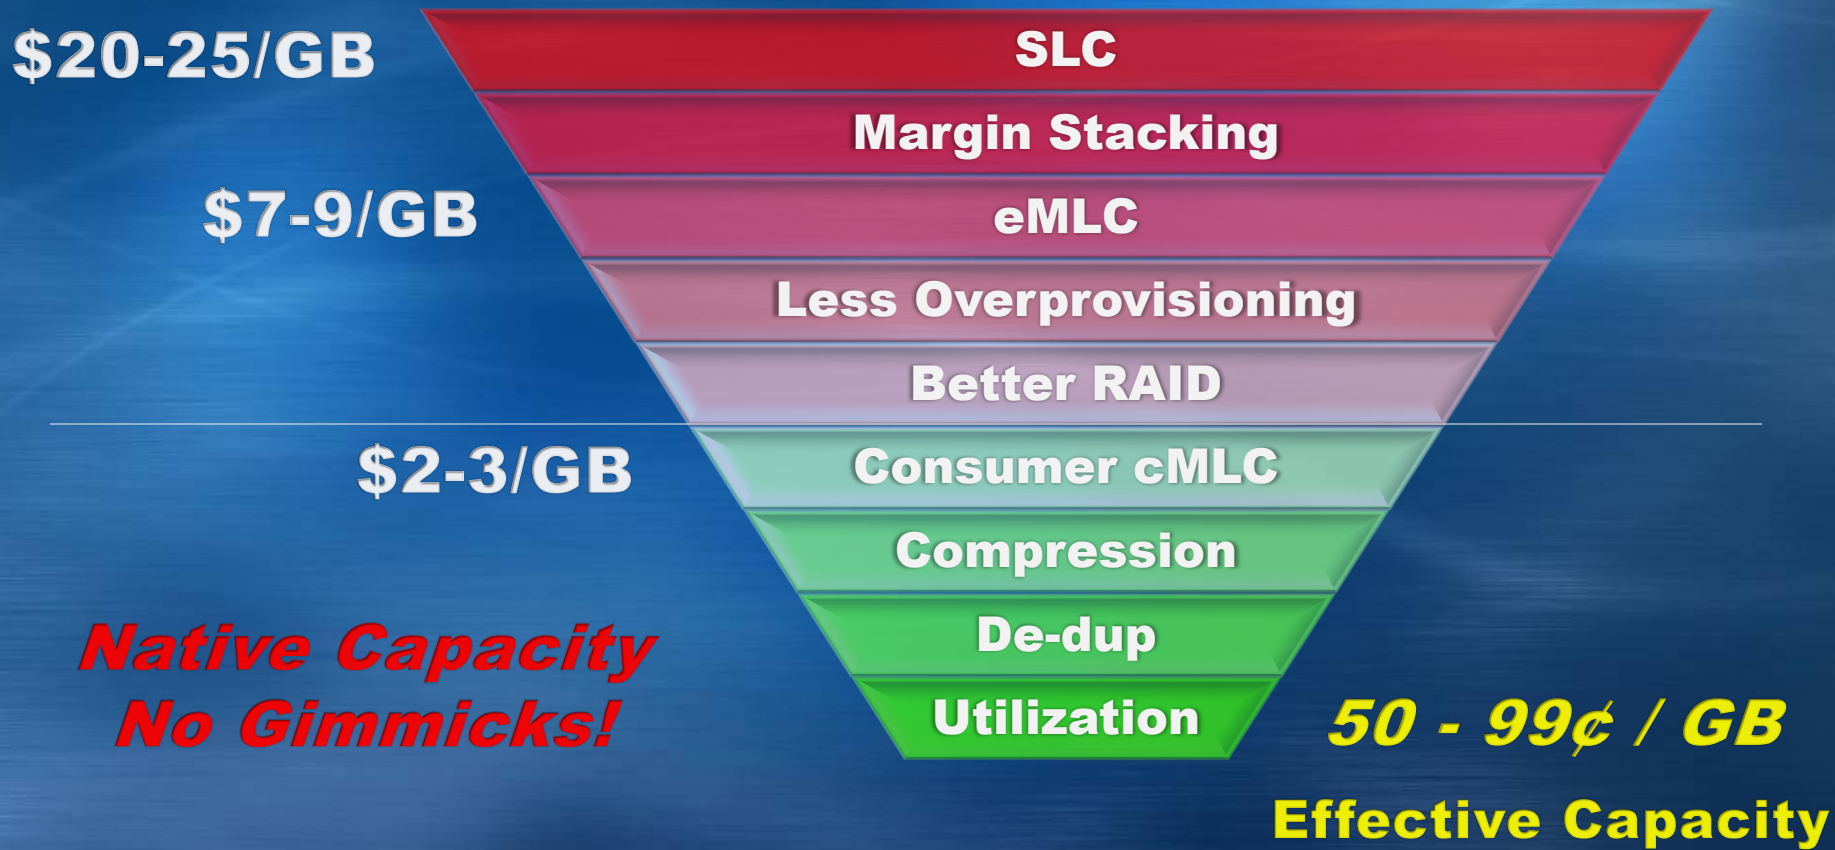 $20-25/GB
SLC
Margin Stacking
$7-9/GB
eMLC
Less Overprovisioning
Better RAID
$2-3/GB
Consumer cMLC
Compression
De-dup
Native Capacity
No Gimmicks!
Utilization
50 - 99¢ / GB
Effective Capacity